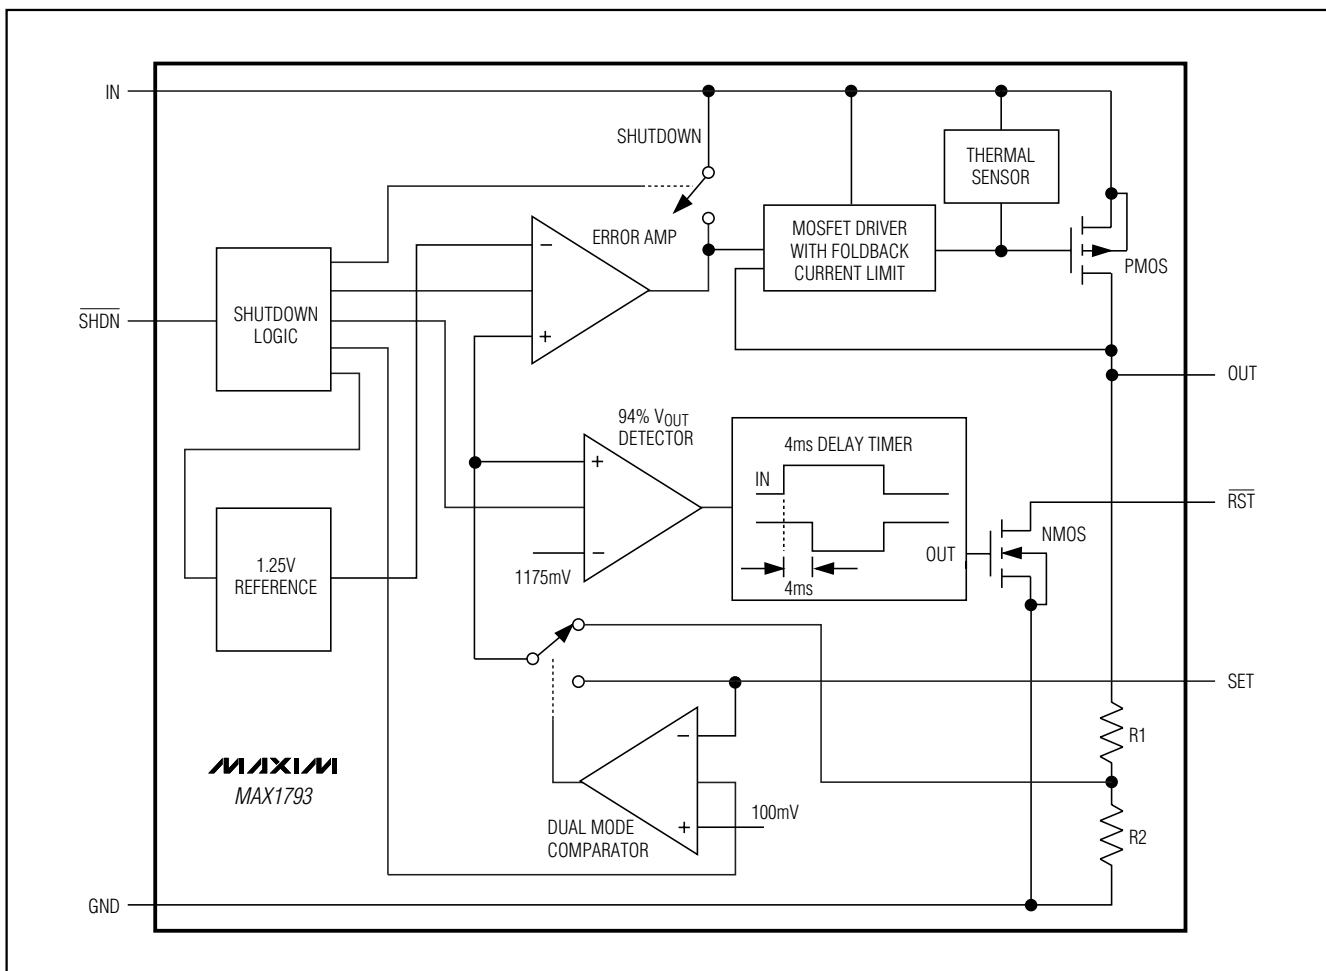 IN
SHUTDOWN
THERMAL
SENSOR
ERROR AMP
MOSFET DRIVER
WITH FOLDBACK
CURRENT LIMIT
PMOS
−
+
S̅H̅D̅N̅
SHUTDOWN
LOGIC
OUT
94% VOUT
DETECTOR
+
−
1175mV
4ms DELAY TIMER
IN
OUT
4ms
NMOS
R̅S̅T̅
1.25V
REFERENCE
SET
−
+
100mV
DUAL MODE
COMPARATOR
R1
R2
MAXIM
MAX1793
GND